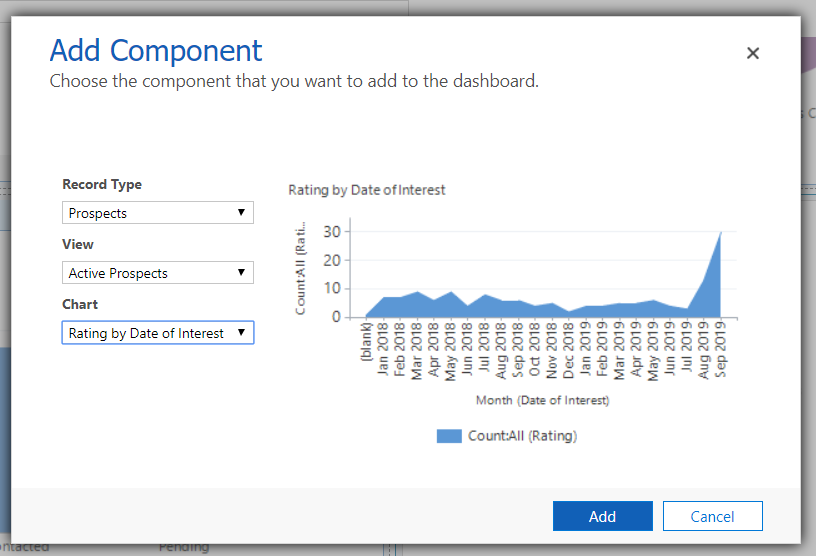 Add Component
Choose the component that you want to add to the dashboard.
Record Type
Prospects
View
Active Prospects
Chart
Rating by Date of Interest
Rating by Date of Interest
Count:All (Rati...
30
20
10
0
(blank)
Jan 2018
Feb 2018
Mar 2018
Apr 2018
May 2018
Jun 2018
Jul 2018
Aug 2018
Sep 2018
Oct 2018
Nov 2018
Dec 2018
Jan 2019
Feb 2019
Mar 2019
Apr 2019
May 2019
Jun 2019
Jul 2019
Aug 2019
Sep 2019
Month (Date of Interest)
Count:All (Rating)
Add
Cancel
Pending